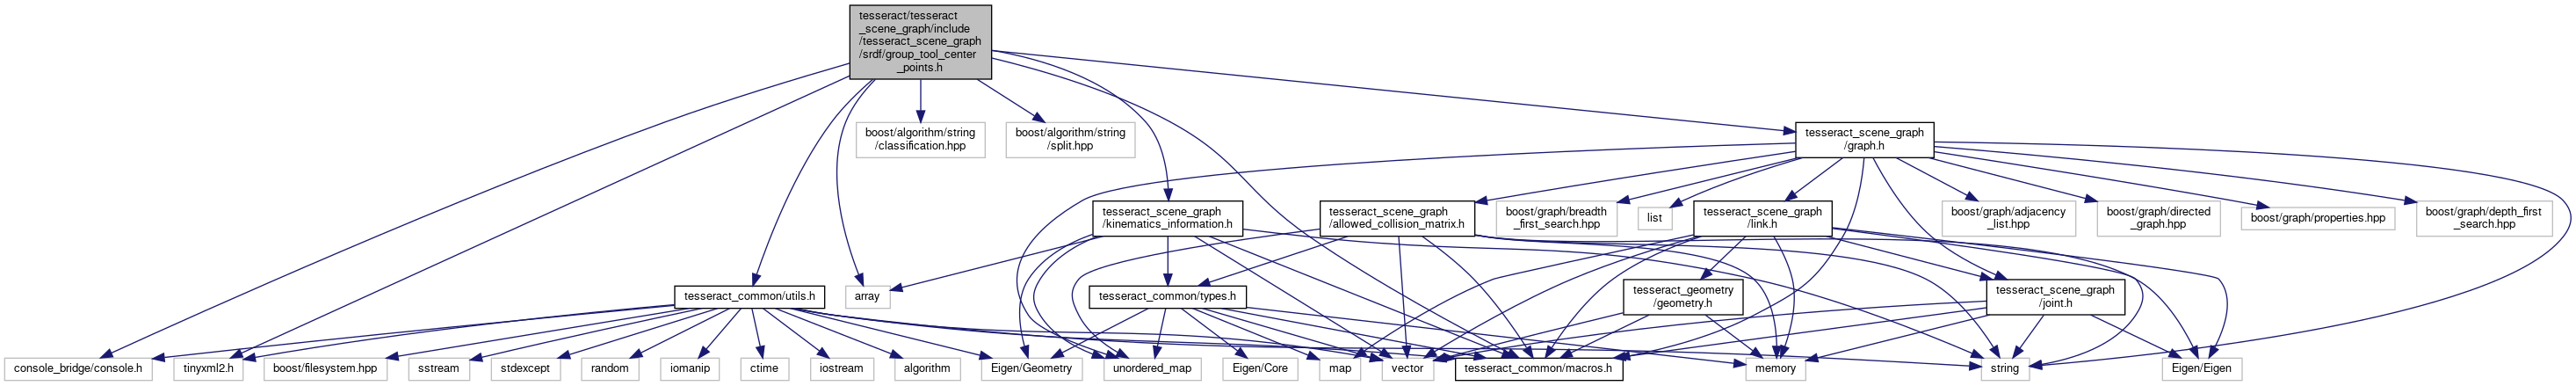 tesseract/tesseract
_scene_graph/include
/tesseract_scene_graph
/srdf/group_tool_center
_points.h
boost/algorithm/string
/classification.hpp
boost/algorithm/string
/split.hpp
tesseract_scene_graph
/graph.h
tesseract_scene_graph
/kinematics_information.h
tesseract_scene_graph
/allowed_collision_matrix.h
boost/graph/breadth
_first_search.hpp
list
tesseract_scene_graph
/link.h
boost/graph/adjacency
_list.hpp
boost/graph/directed
_graph.hpp
boost/graph/properties.hpp
boost/graph/depth_first
_search.hpp
tesseract_common/utils.h
array
tesseract_common/types.h
tesseract_geometry
/geometry.h
tesseract_scene_graph
/joint.h
console_bridge/console.h
tinyxml2.h
boost/filesystem.hpp
sstream
stdexcept
random
iomanip
ctime
iostream
algorithm
Eigen/Geometry
unordered_map
Eigen/Core
map
vector
tesseract_common/macros.h
memory
string
Eigen/Eigen